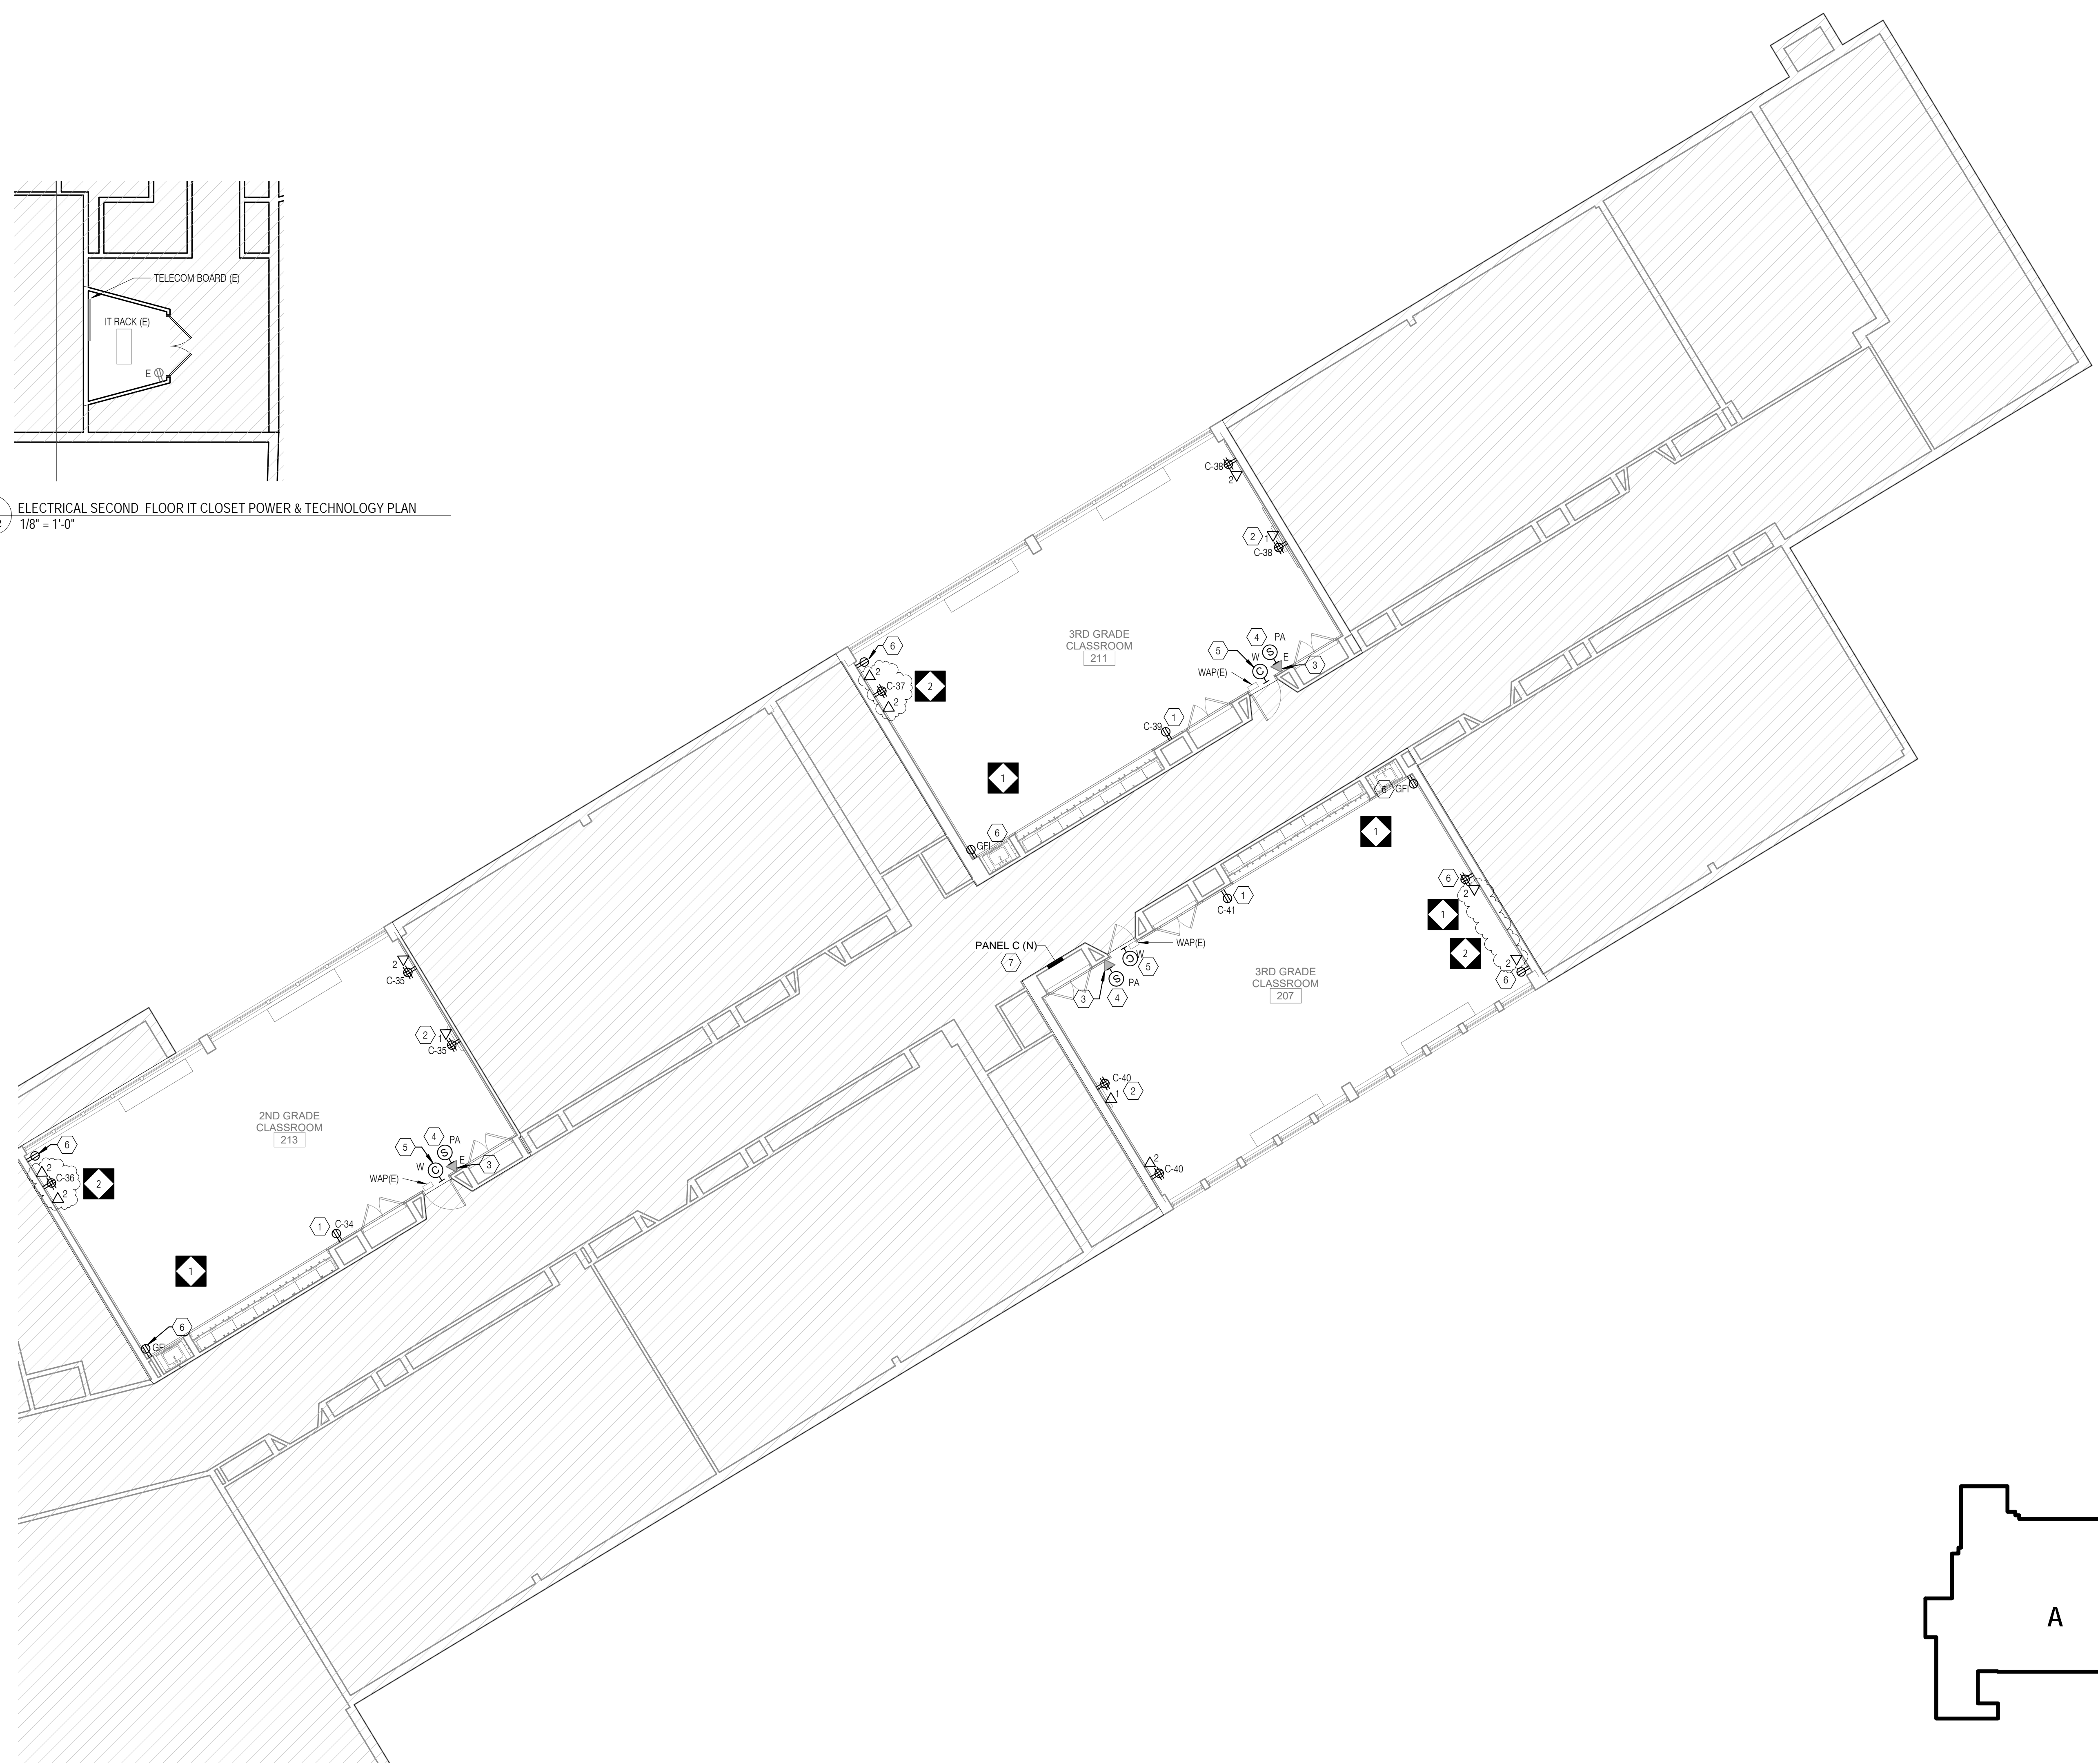 TELECOM BOARD (E)
IT RACK (E)
E
2
ELECTRICAL SECOND FLOOR IT CLOSET POWER & TECHNOLOGY PLAN
1/8" = 1'-0"
C-38
2
2
1
C-38
3RD GRADE
CLASSROOM
211
4
PA
5
W
E
3
WAP(E)
6
2
C-37
2
2
C-39
1
1
6
GFI
6
GFI
1
C-41
1
6
2
1
2
2
6
PANEL C (N)
7
WAP(E)
W
5
3
PA
4
3RD GRADE
CLASSROOM
207
C-40
1
2
2
C-40
2
C-35
2
1
C-35
2ND GRADE
CLASSROOM
213
4
PA
5
W
E
3
WAP(E)
6
2
C-36
2
2
1
C-34
1
6
GFI
A